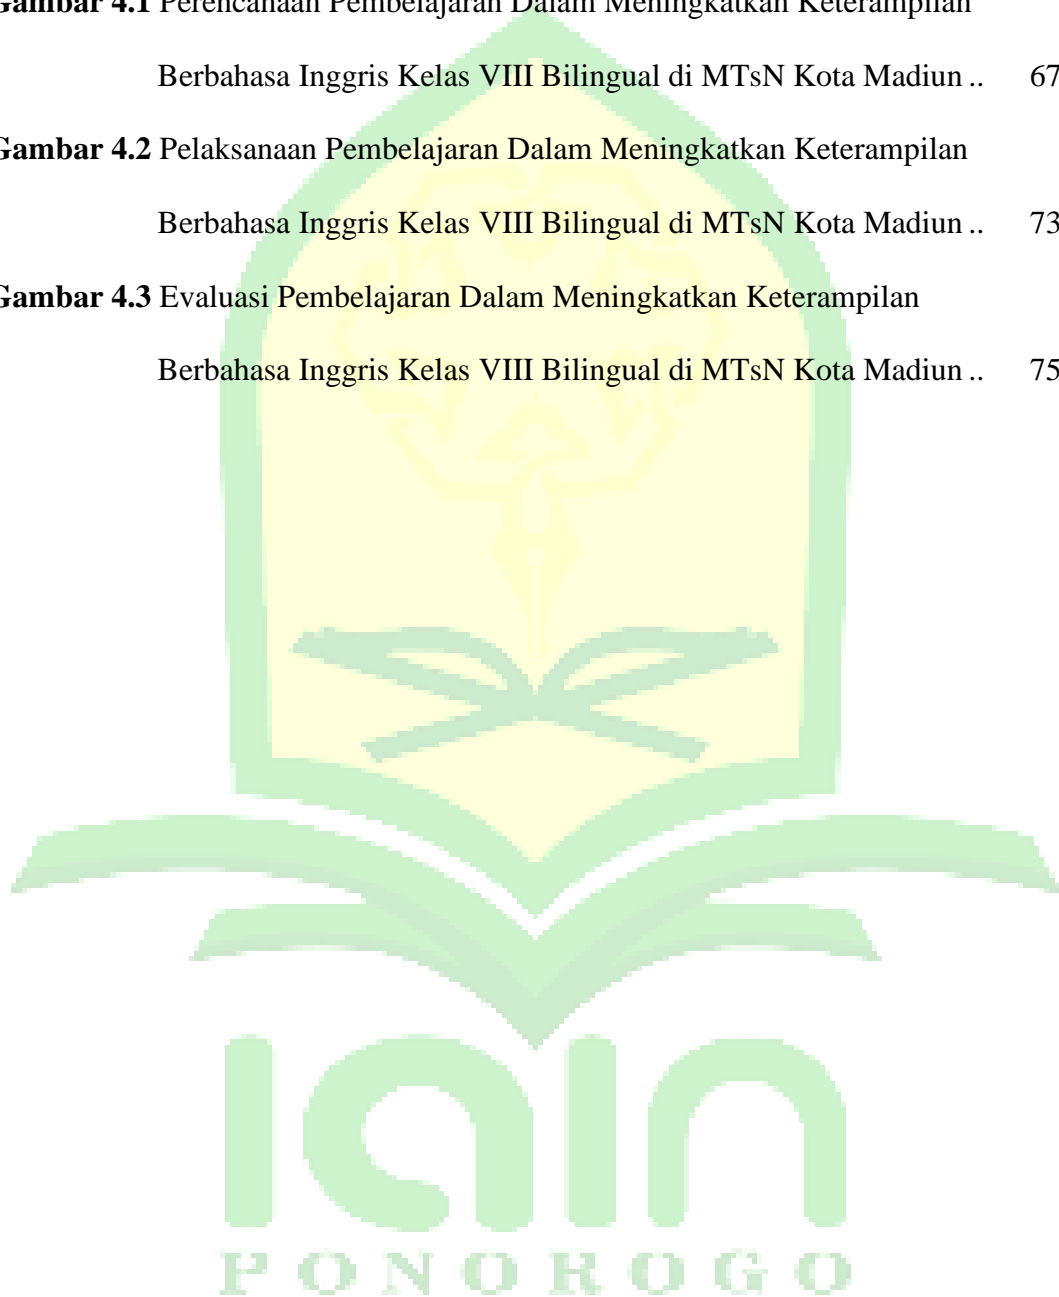 Gambar 4.1 Perencanaan Pembelajaran Dalam Meningkatkan Keterampilan
Berbahasa Inggris Kelas VIII Bilingual di MTsN Kota Madiun .. 67
Gambar 4.2 Pelaksanaan Pembelajaran Dalam Meningkatkan Keterampilan
Berbahasa Inggris Kelas VIII Bilingual di MTsN Kota Madiun .. 73
Gambar 4.3 Evaluasi Pembelajaran Dalam Meningkatkan Keterampilan
Berbahasa Inggris Kelas VIII Bilingual di MTsN Kota Madiun .. 75
IAIN
PONOROGO